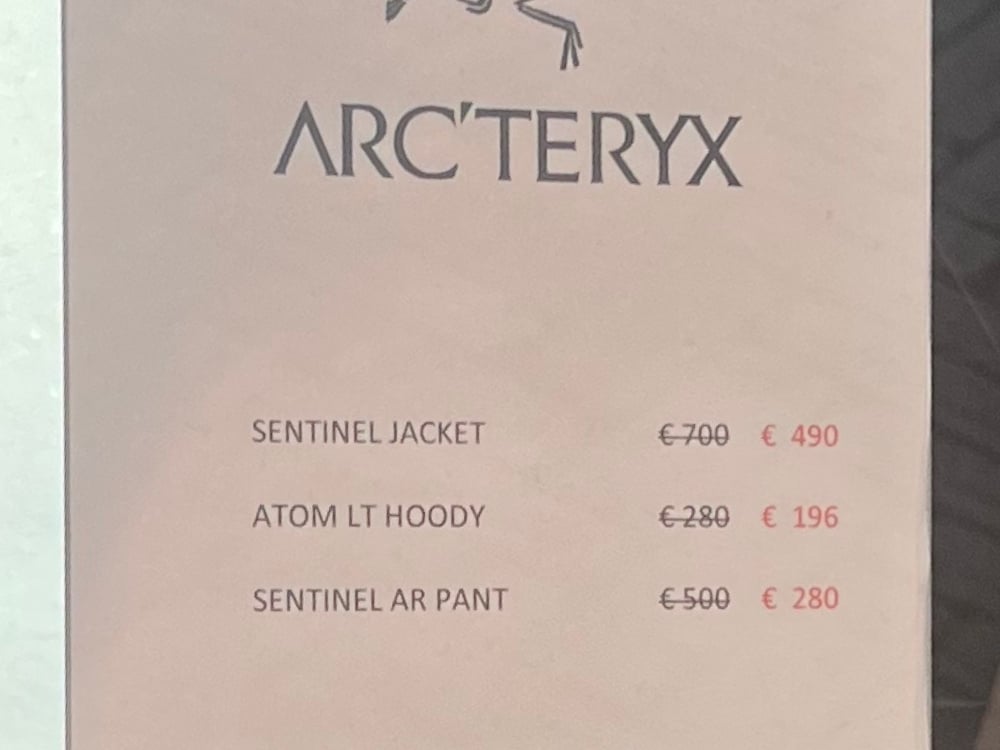 ARC'TERYX
SENTINEL JACKET €700 € 490
ATOM LT HOODY €280 € 196
SENTINEL AR PANT €500 € 280